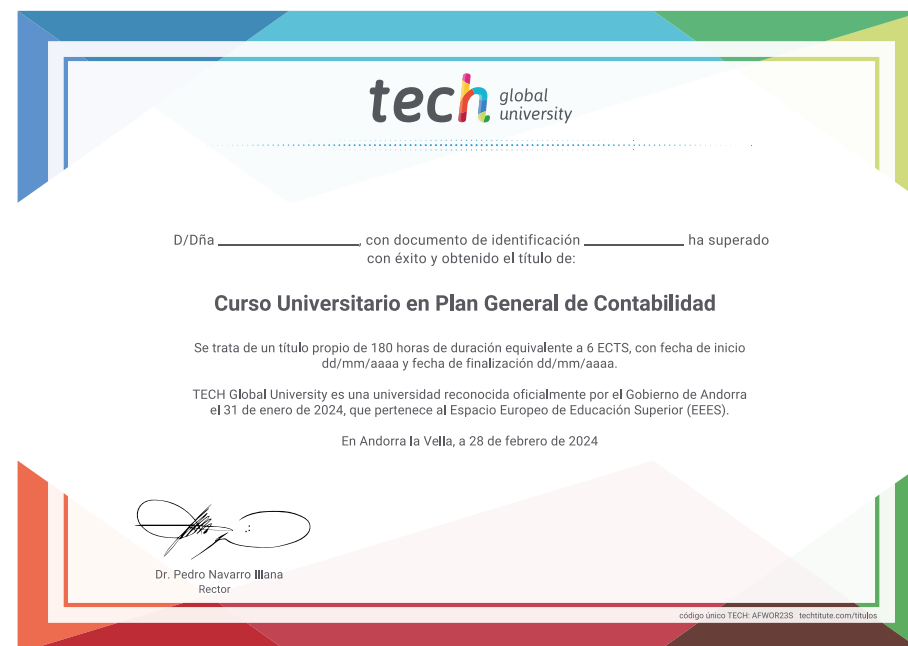 tech global university
D/Dña ____________________, con documento de identificación ______________ ha superado
con éxito y obtenido el título de:
Curso Universitario en Plan General de Contabilidad
Se trata de un título propio de 180 horas de duración equivalente a 6 ECTS, con fecha de inicio
dd/mm/aaaa y fecha de finalización dd/mm/aaaa.
TECH Global University es una universidad reconocida oficialmente por el Gobierno de Andorra
el 31 de enero de 2024, que pertenece al Espacio Europeo de Educación Superior (EEES).
En Andorra la Vella, a 28 de febrero de 2024
Dr. Pedro Navarro Illana
Rector
código único TECH: AFWOR23S techtitute.com/titulos